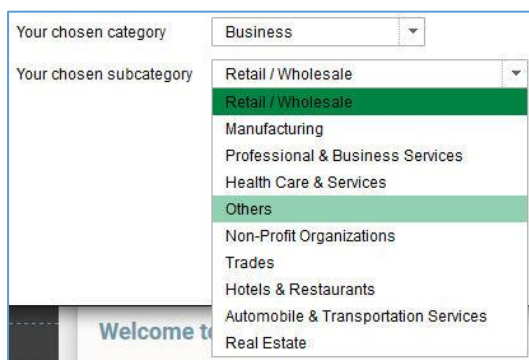 Your chosen category Business
Your chosen subcategory Retail / Wholesale
Retail / Wholesale
Manufacturing
Professional & Business Services
Health Care & Services
Others
Non-Profit Organizations
Trades
Hotels & Restaurants
Automobile & Transportation Services
Real Estate
Welcome